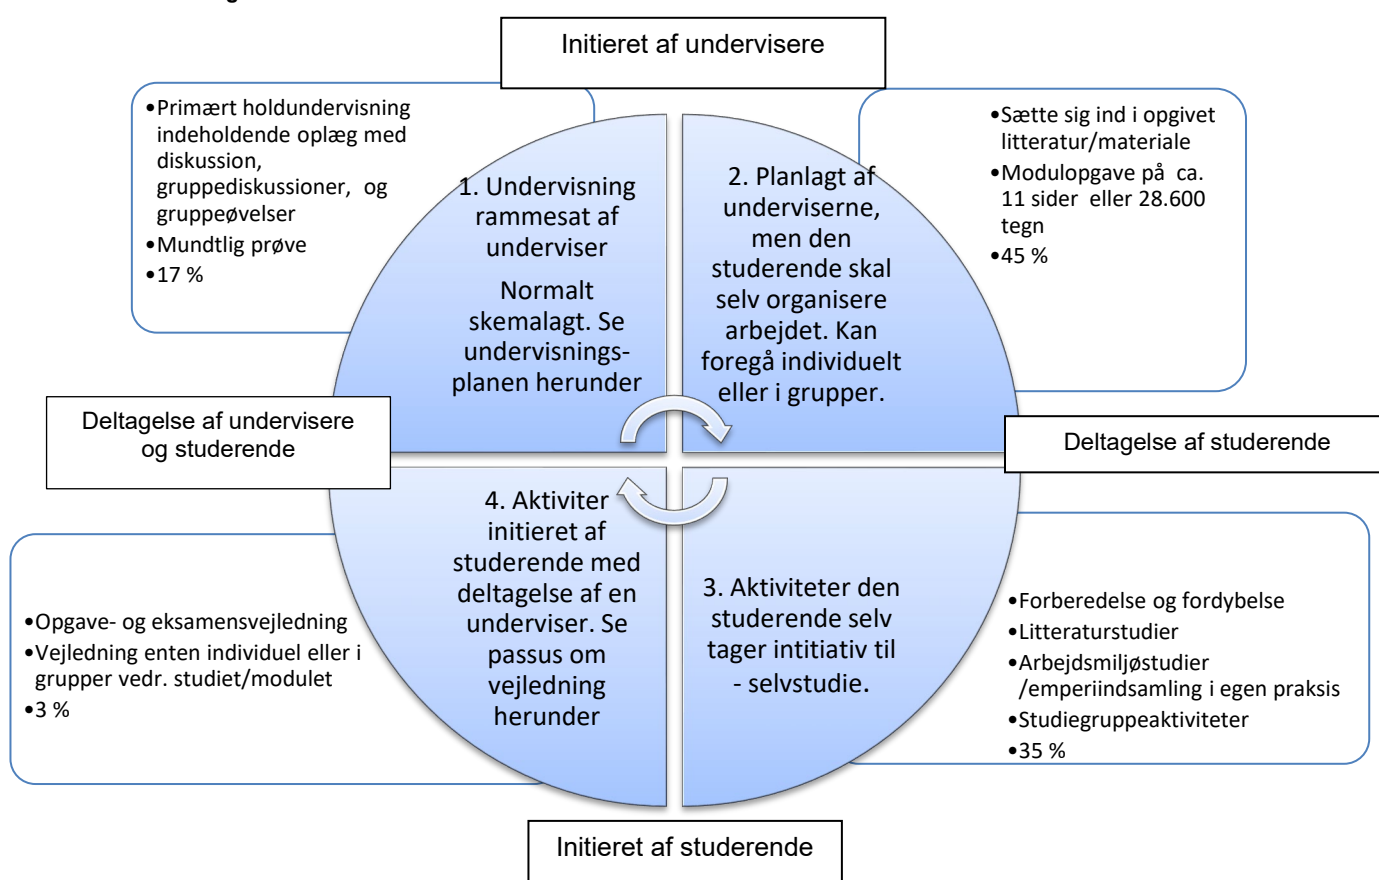 Initieret af undervisere
•Primært holdundervisning
indeholdende oplæg med
diskussion,
gruppediskussioner, og
gruppeøvelser
•Mundtlig prøve
•17 %
1. Undervisning
rammesat af
underviser
Normalt
skemalagt. Se
undervisnings-
planen herunder
2. Planlagt af
underviserne,
men den
studerende skal
selv organisere
arbejdet. Kan
foregå individuelt
eller i grupper.
•Sætte sig ind i opgivet
litteratur/materiale
•Modulopgave på ca.
11 sider eller 28.600
tegn
•45 %
Deltagelse af undervisere
og studerende
Deltagelse af studerende
•Opgave- og eksamensvejledning
•Vejledning enten individuel eller i
grupper vedr. studiet/modulet
•3 %
4. Aktiviter
initieret af
studerende med
deltagelse af en
underviser. Se
passus om
vejledning
herunder
3. Aktiviteter den
studerende selv
tager intitiativ til
- selvstudie.
•Forberedelse og fordybelse
•Litteraturstudier
•Arbejdsmiljøstudier
/emperiindsamling i egen praksis
•Studiegruppeaktiviteter
•35 %
Initieret af studerende